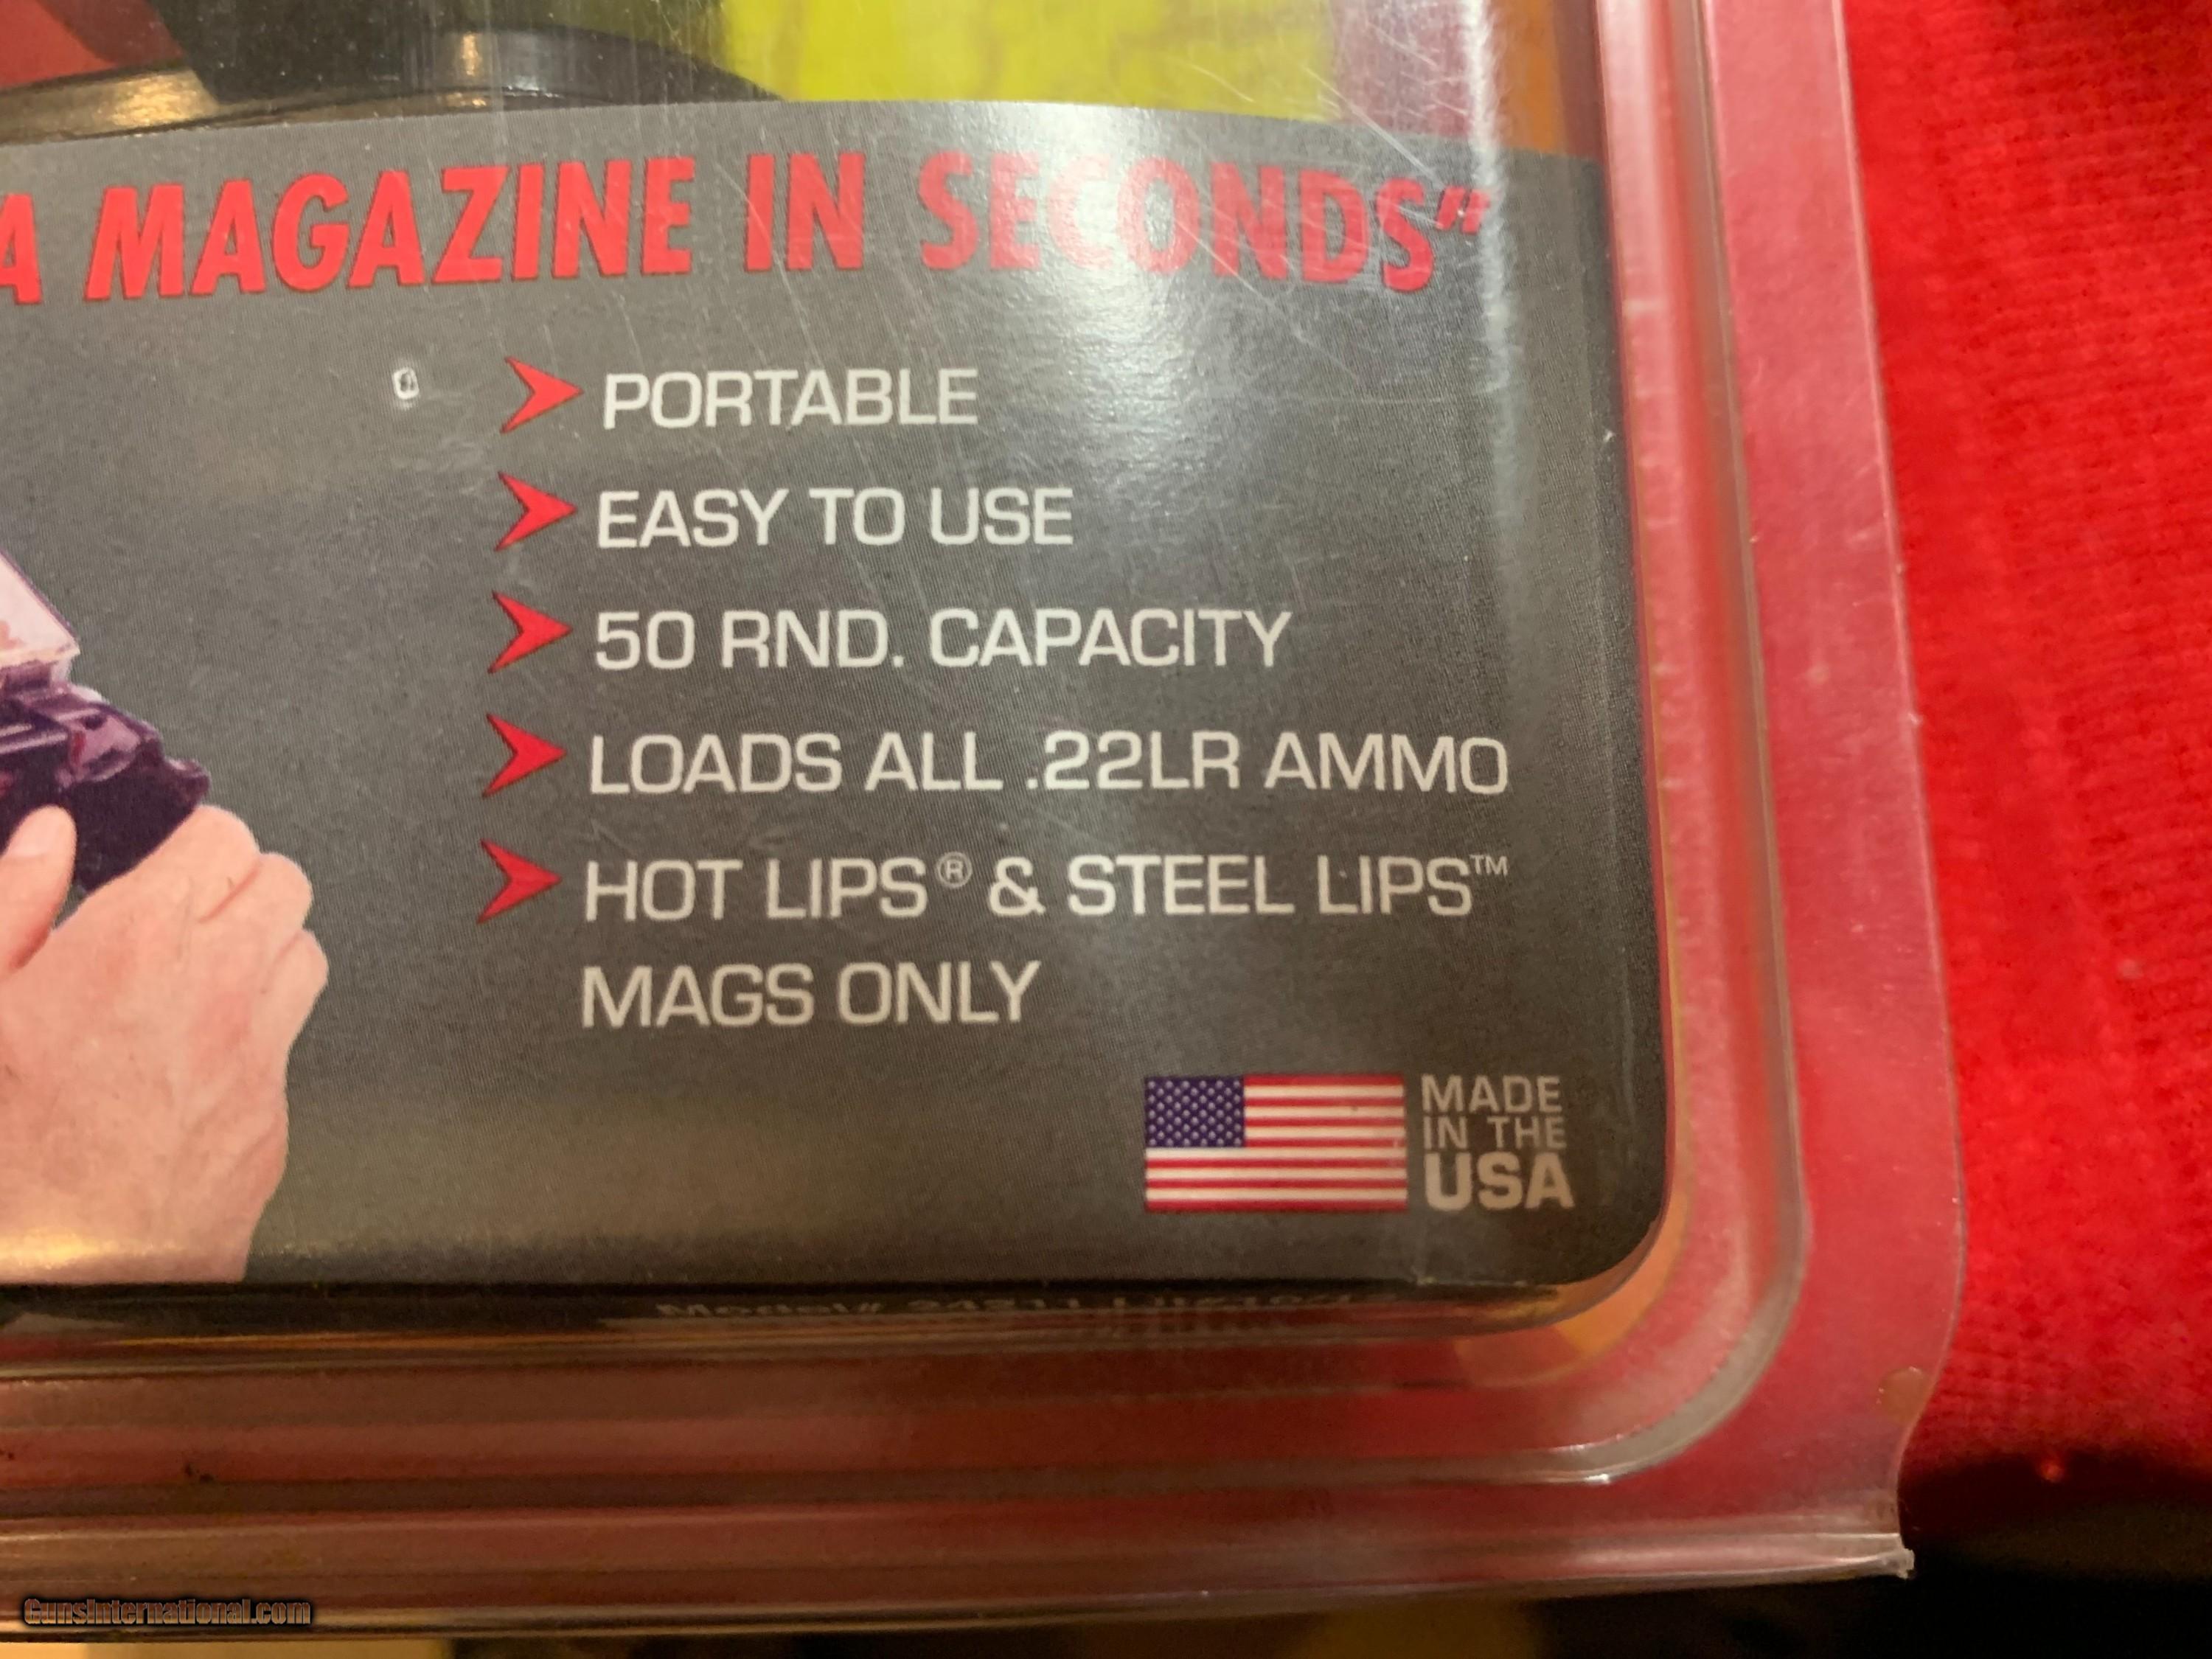 A MAGAZINE IN SECONDS"
PORTABLE
EASY TO USE
50 RND. CAPACITY
LOADS ALL .22LR AMMO
HOT LIPS® & STEEL LIPS™
MAGS ONLY
MADE
IN THE
USA
Model#
GunsInternational.com